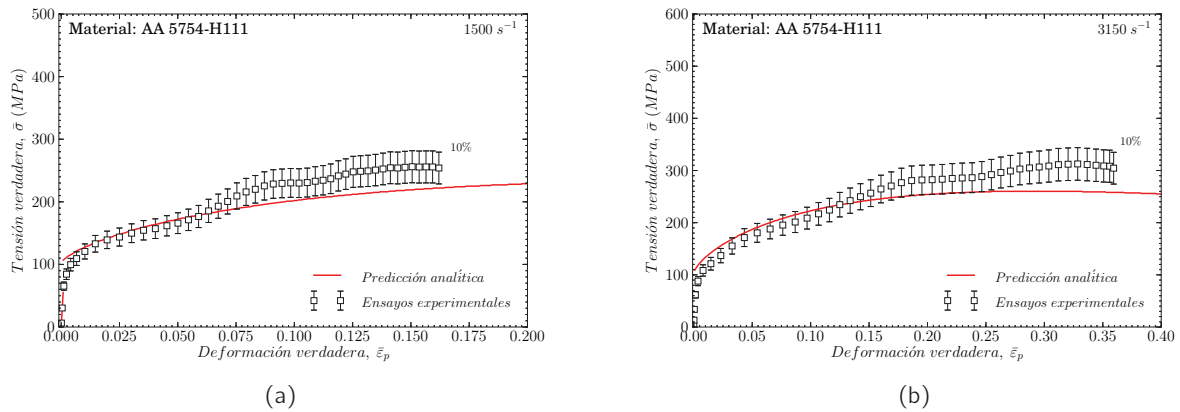 Material: AA 5754-H111
1500 s⁻¹
Tensión verdadera, σ̄ (MPa)
500
400
300
200
100
0
10%
Predicción analítica
Ensayos experimentales
0.000
0.025
0.050
0.075
0.100
0.125
0.150
0.175
0.200
Deformación verdadera, ε̄ₚ
(a)
Material: AA 5754-H111
3150 s⁻¹
Tensión verdadera, σ̄ (MPa)
600
500
400
300
200
100
0
10%
Predicción analítica
Ensayos experimentales
0.00
0.05
0.10
0.15
0.20
0.25
0.30
0.35
0.40
Deformación verdadera, ε̄ₚ
(b)